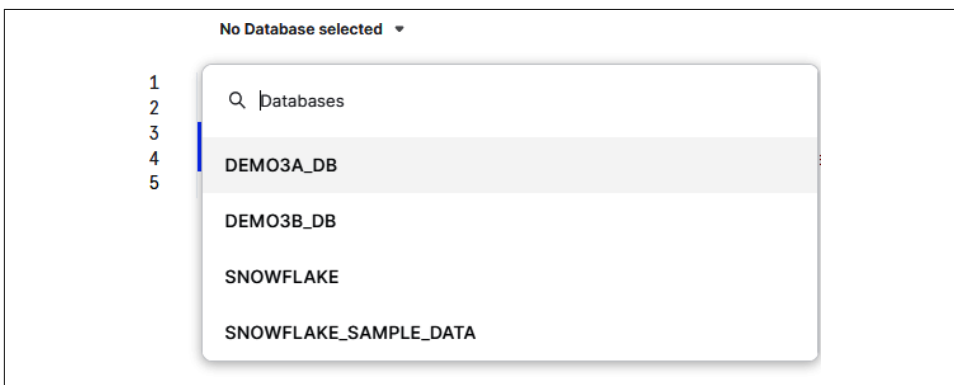 No Database selected
1
2
3
4
5
Databases
DEMO3A_DB
DEMO3B_DB
SNOWFLAKE
SNOWFLAKE_SAMPLE_DATA